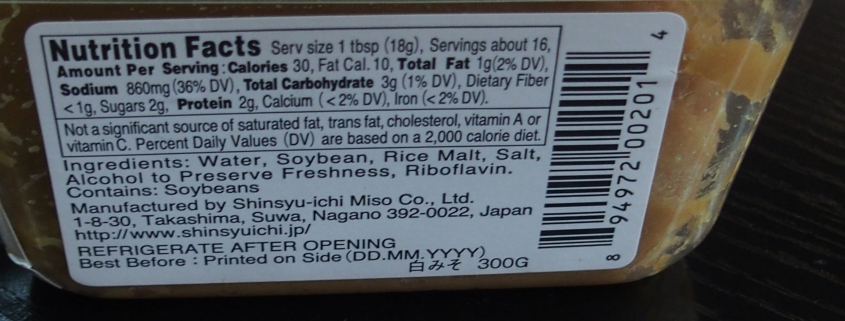 Nutrition Facts Serv size 1 tbsp (18g), Servings about 16,
Amount Per Serving: Calories 30, Fat Cal. 10, Total Fat 1g(2% DV),
Sodium 860mg (36% DV), Total Carbohydrate 3g (1% DV), Dietary Fiber
<1g, Sugars 2g, Protein 2g, Calcium (<2% DV), Iron (<2% DV).
Not a significant source of saturated fat, trans fat, cholesterol, vitamin A or
vitamin C. Percent Daily Values (DV) are based on a 2,000 calorie diet.
Ingredients: Water, Soybean, Rice Malt, Salt,
Alcohol to Preserve Freshness, Riboflavin.
Contains: Soybeans
Manufactured by Shinsyu-ichi Miso Co., Ltd.
1-8-30, Takashima, Suwa, Nagano 392-0022, Japan
http://www.shinsyuichi.jp/
REFRIGERATE AFTER OPENING
Best Before : Printed on Side (DD.MM.YYYY)
白みそ 300G
8 94972 00201 4